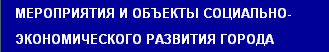 МЕРОПРИЯТИЯ И ОБЪЕКТЫ СОЦИАЛЬНО-
ЭКОНОМИЧЕСКОГО РАЗВИТИЯ ГОРОДА